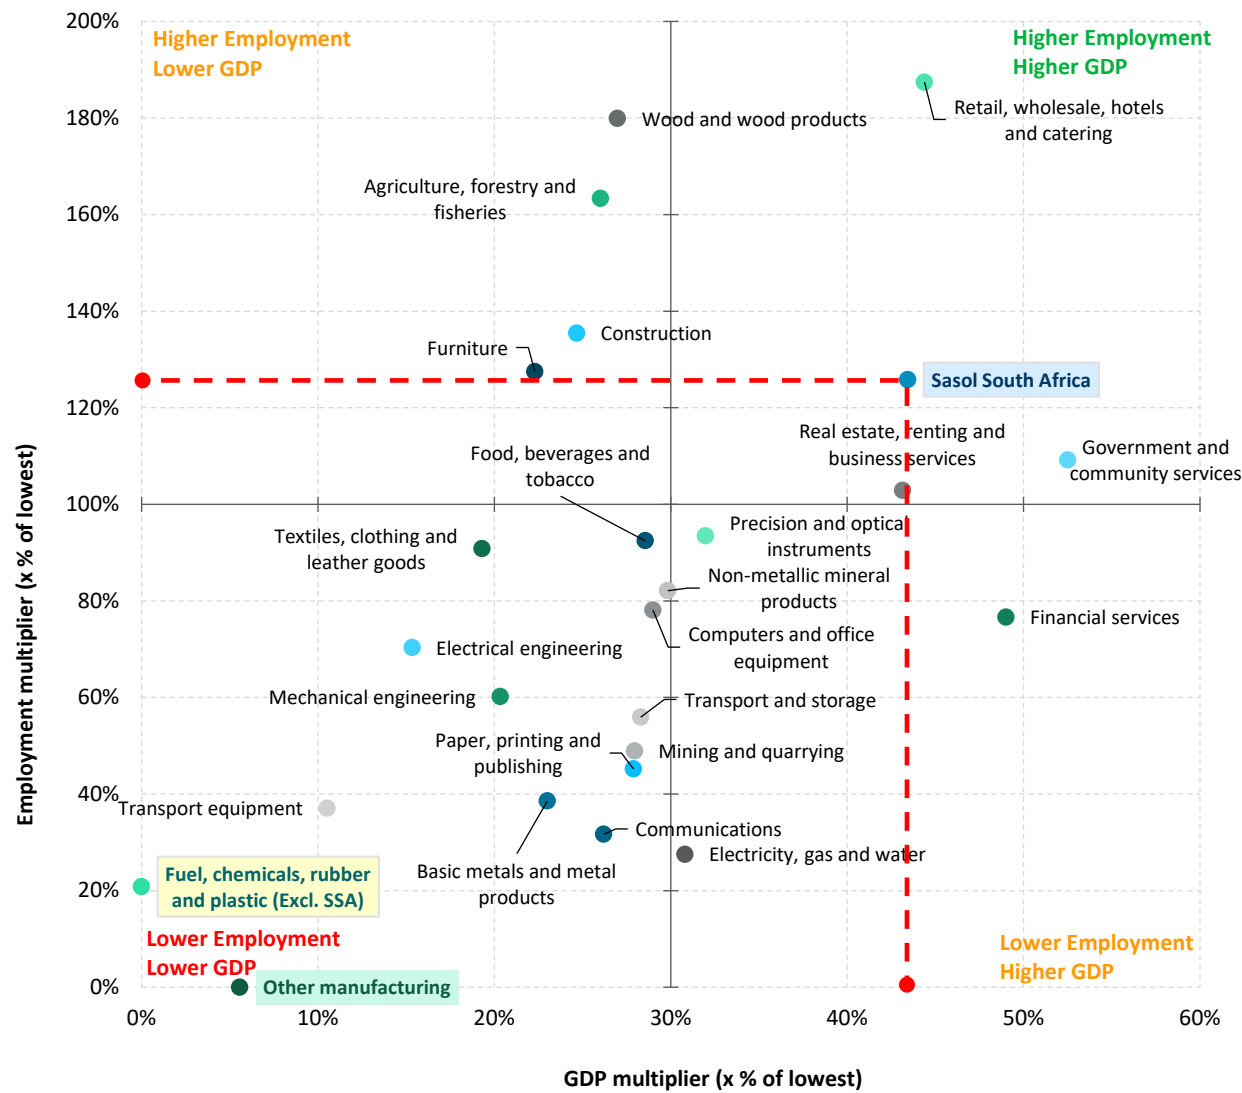 200%
Higher Employment
Lower GDP
Higher Employment
Higher GDP
Retail, wholesale, hotels
and catering
180%
Wood and wood products
Agriculture, forestry and
fisheries
160%
140%
Construction
Furniture
Sasol South Africa
120%
Real estate, renting and
business services
Government and
community services
Food, beverages and
tobacco
100%
Textiles, clothing and
leather goods
Precision and optical
instruments
Non-metallic mineral
products
80%
Financial services
Computers and office
equipment
Electrical engineering
Mechanical engineering
60%
Transport and storage
Paper, printing and
publishing
Mining and quarrying
40%
Transport equipment
Communications
Electricity, gas and water
Basic metals and metal
products
Fuel, chemicals, rubber
and plastic (Excl. SSA)
20%
Lower Employment
Lower GDP
Lower Employment
Higher GDP
Other manufacturing
0%
0%
10%
20%
30%
40%
50%
60%
Employment multiplier (x % of lowest)
GDP multiplier (x % of lowest)